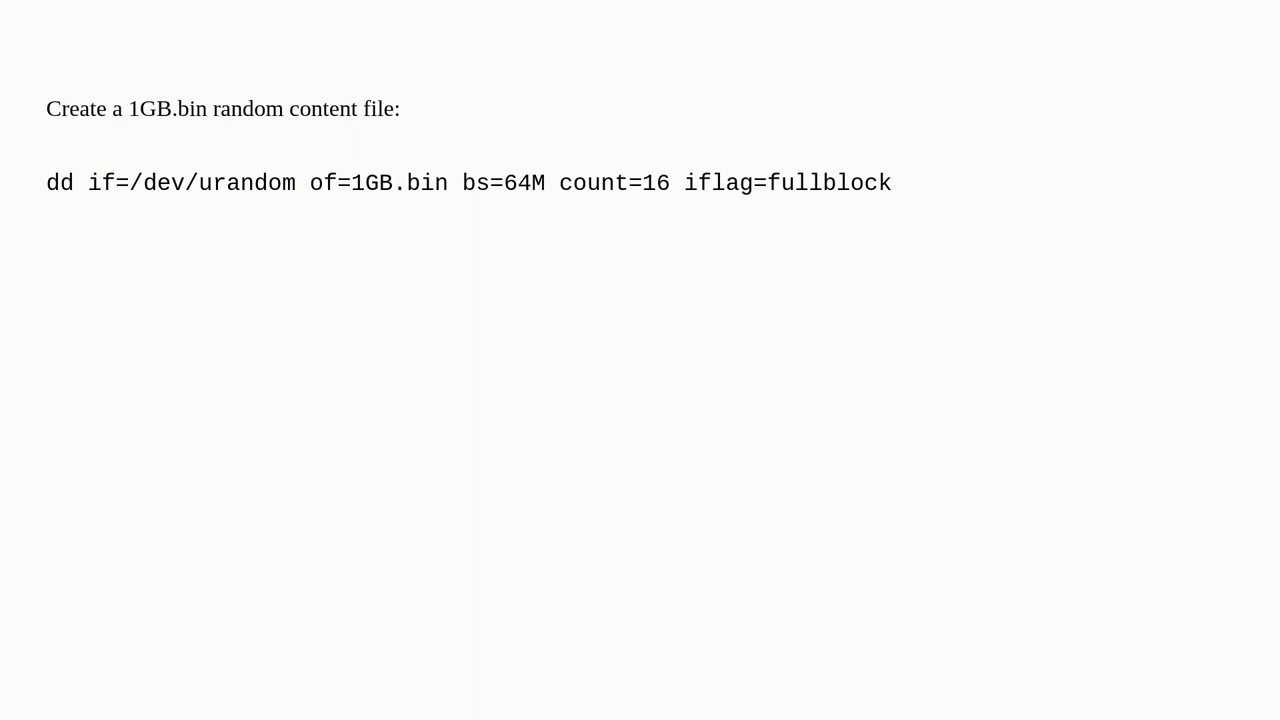 Create a 1GB.bin random content file:
dd if=/dev/urandom of=1GB.bin bs=64M count=16 iflag=fullblock